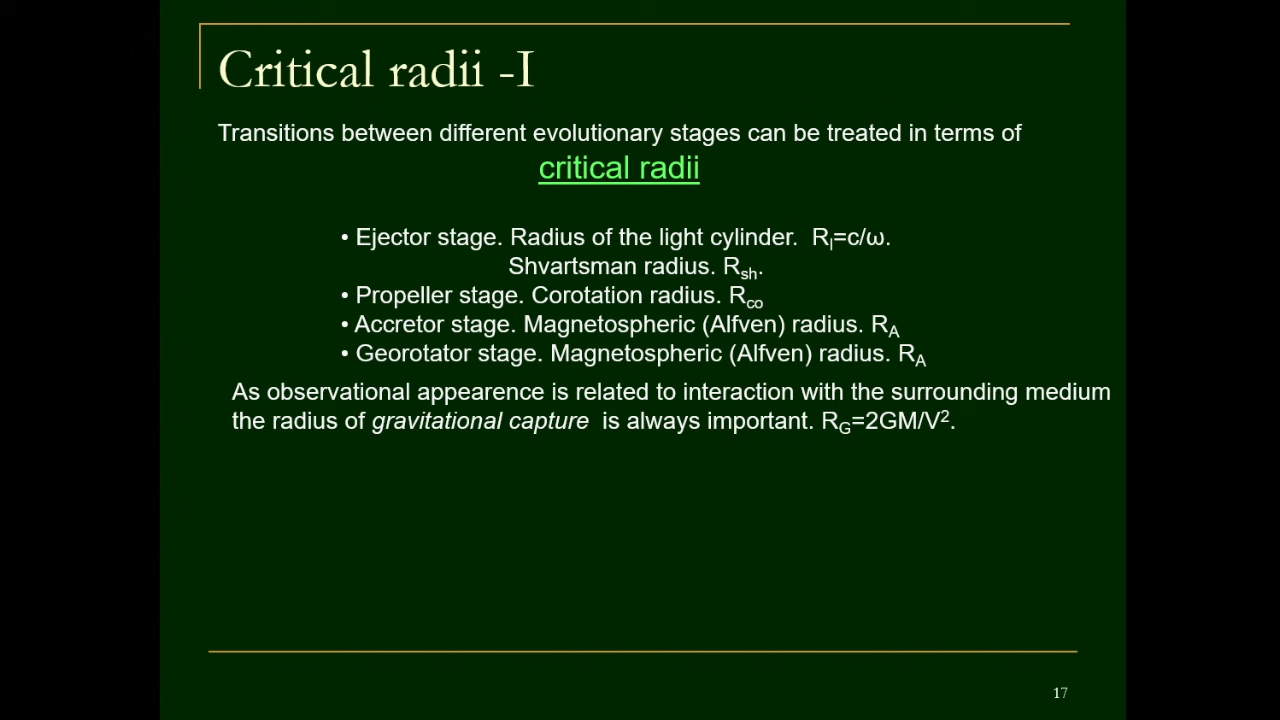 Critical radii -I
Transitions between different evolutionary stages can be treated in terms of
critical radii
• Ejector stage. Radius of the light cylinder. Rl=c/ω.
Shvartsman radius. Rsh.
• Propeller stage. Corotation radius. Rco
• Accretor stage. Magnetospheric (Alfven) radius. RA
• Georotator stage. Magnetospheric (Alfven) radius. RA
As observational appearence is related to interaction with the surrounding medium
the radius of gravitational capture is always important. RG=2GM/V².
17